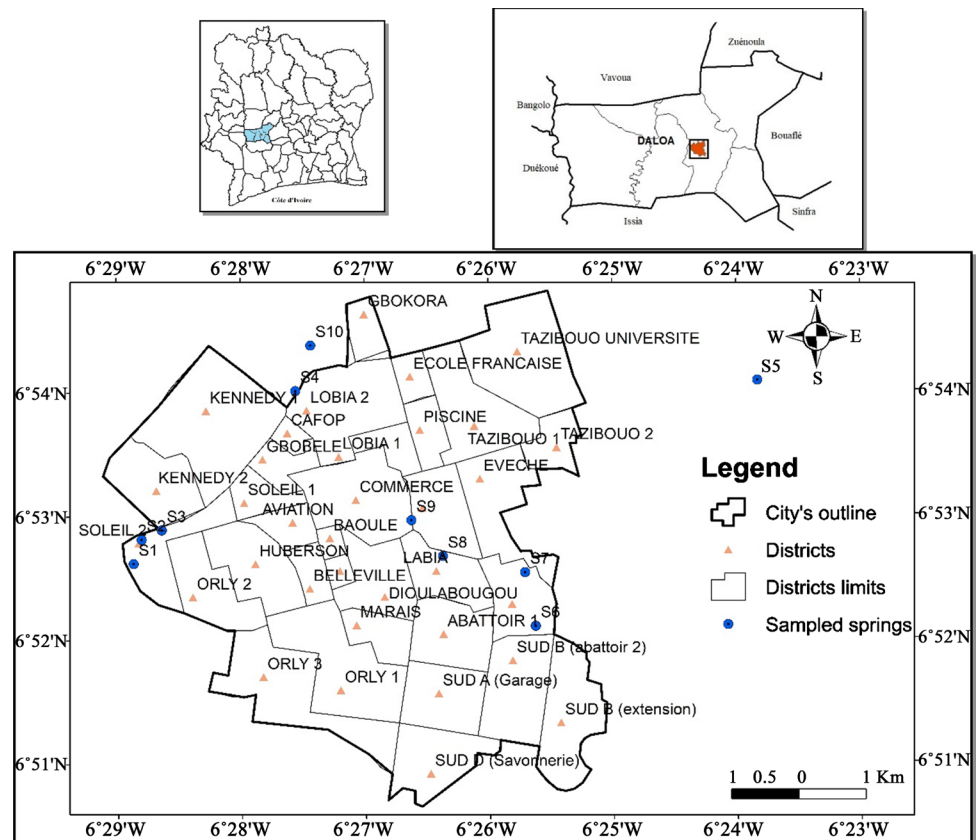 Côte d'Ivoire
Zuénoula
Vavoua
Bangolo
Bouaflé
DALOA
Duékoué
Sinfra
Issia
6°29'W 6°28'W 6°27'W 6°26'W 6°25'W 6°24'W 6°23'W
GBOKORA
N
S10
TAZIBOUO UNIVERSITE
W E
ECOLE FRANCAISE
S5
S
S4
6°54'N 6°54'N
KENNEDY 1 LOBIA 2
CAFOP
PISCINE
TAZIBOUO 2
GBOBELE LOBIA 1 TAZIBOUO 1
EVECHE
Legend
KENNEDY 2
SOLEIL 1 COMMERCE
S9
City's outline
6°53'N 6°53'N
AVIATION
S3
BAOULE
SOLEIL 2 S2
S8
Districts
S1
HUBERSON
LABIA
S7
BELLEVILLE
Districts limits
ORLY 2
DIOULABOUGOU
MARAIS
ABATTOIR 1 S6
Sampled springs
6°52'N 6°52'N
SUD B (abattoir 2)
ORLY 3
ORLY 1
SUD A (Garage)
SUD B (extension)
6°51'N 6°51'N
SUD D (Savonnerie)
1 0.5 0 1 Km
6°29'W 6°28'W 6°27'W 6°26'W 6°25'W 6°24'W 6°23'W